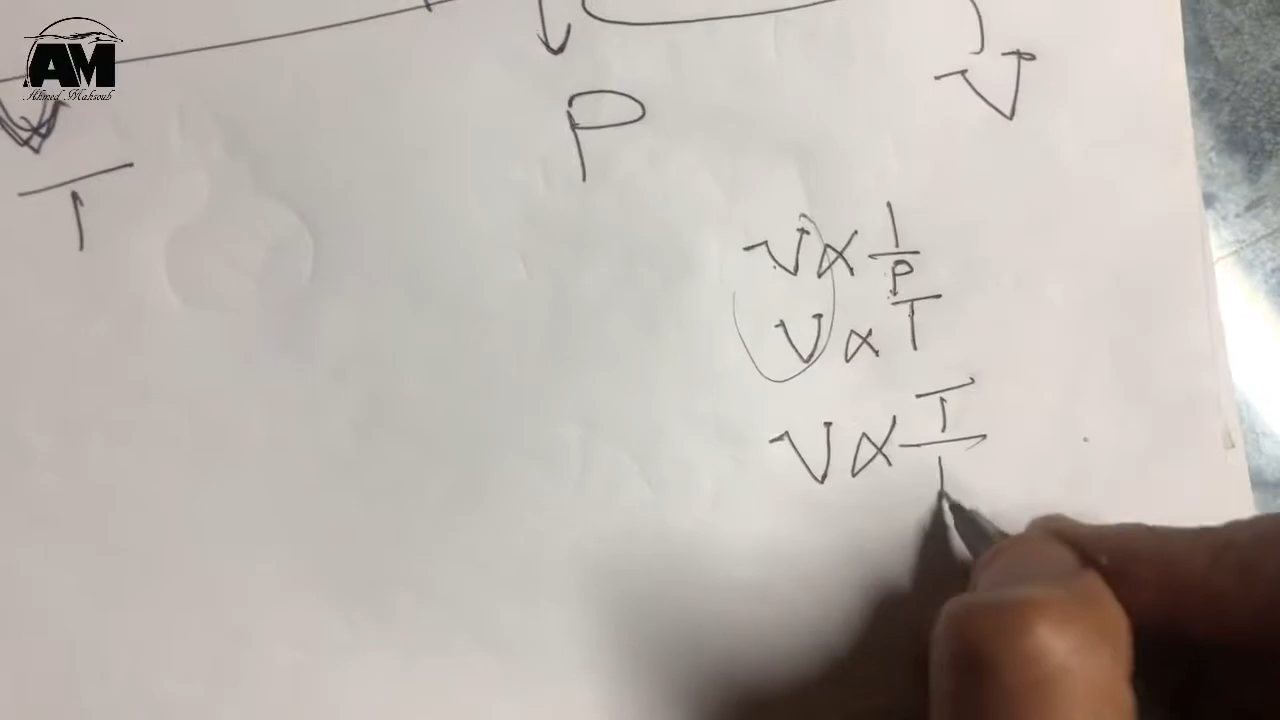 AM
Ahmed Mahsoub
T
P
V
V ∝ 1/P
V ∝ T
V ∝ T/